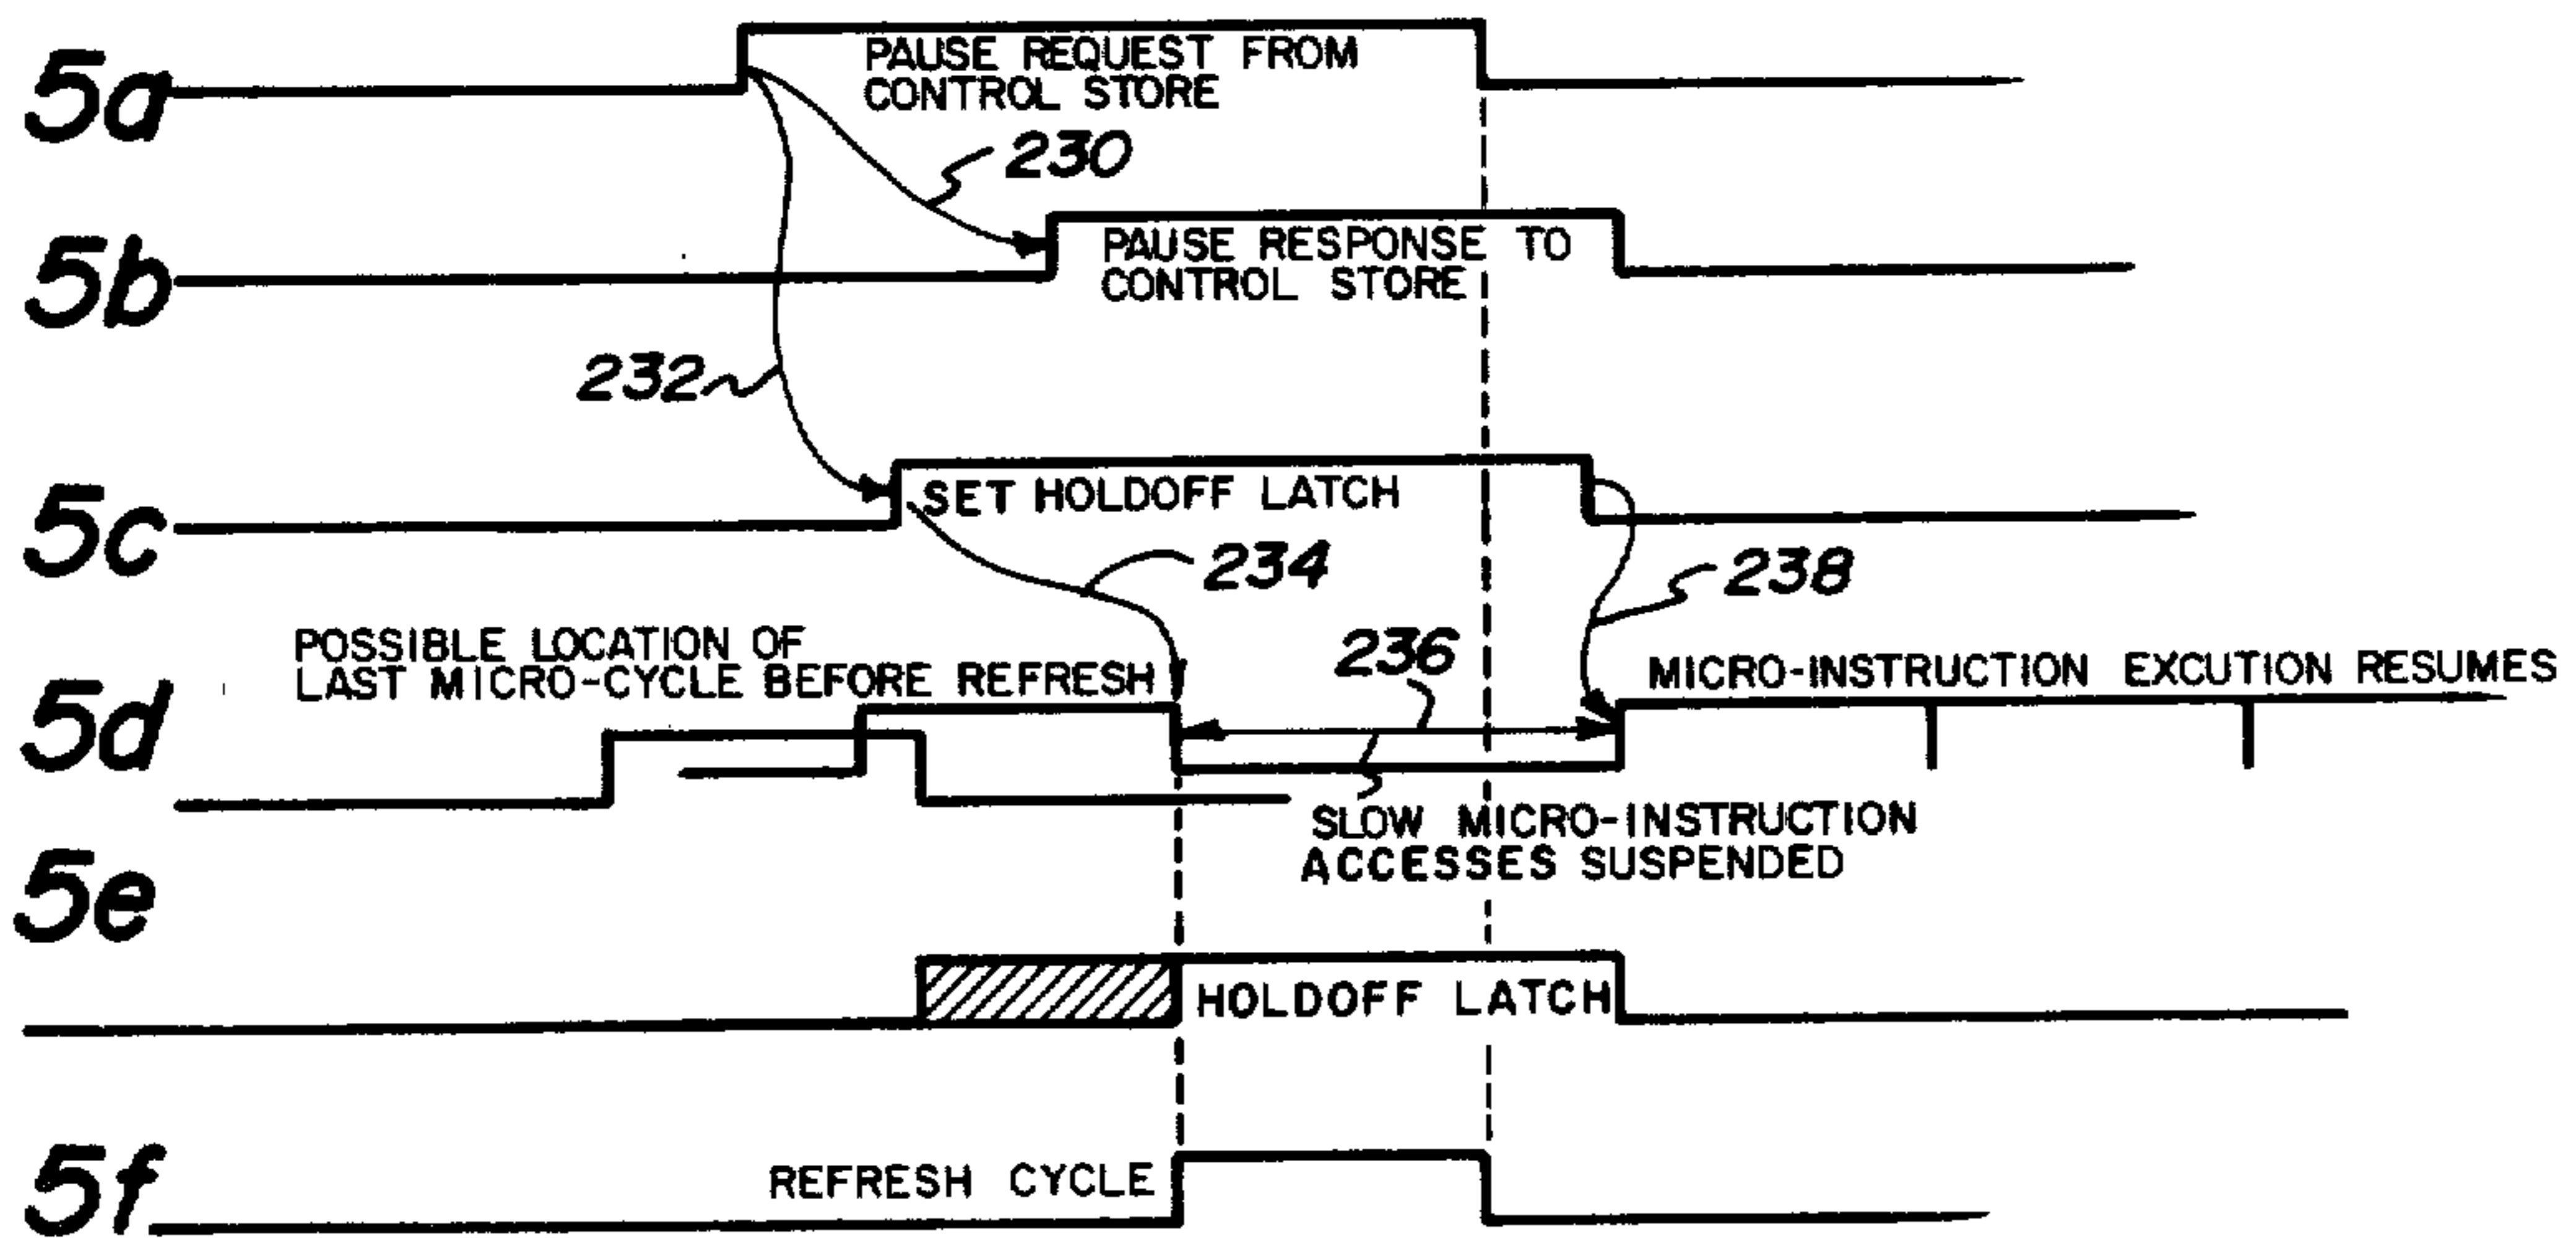 5a
PAUSE REQUEST FROM
CONTROL STORE
230
5b
PAUSE RESPONSE TO
CONTROL STORE
232
5c
SET HOLDOFF LATCH
234
238
5d
POSSIBLE LOCATION OF
LAST MICRO-CYCLE BEFORE REFRESH
236
MICRO-INSTRUCTION EXCUTION RESUMES
SLOW MICRO-INSTRUCTION
ACCESSES SUSPENDED
5e
HOLDOFF LATCH
5f
REFRESH CYCLE